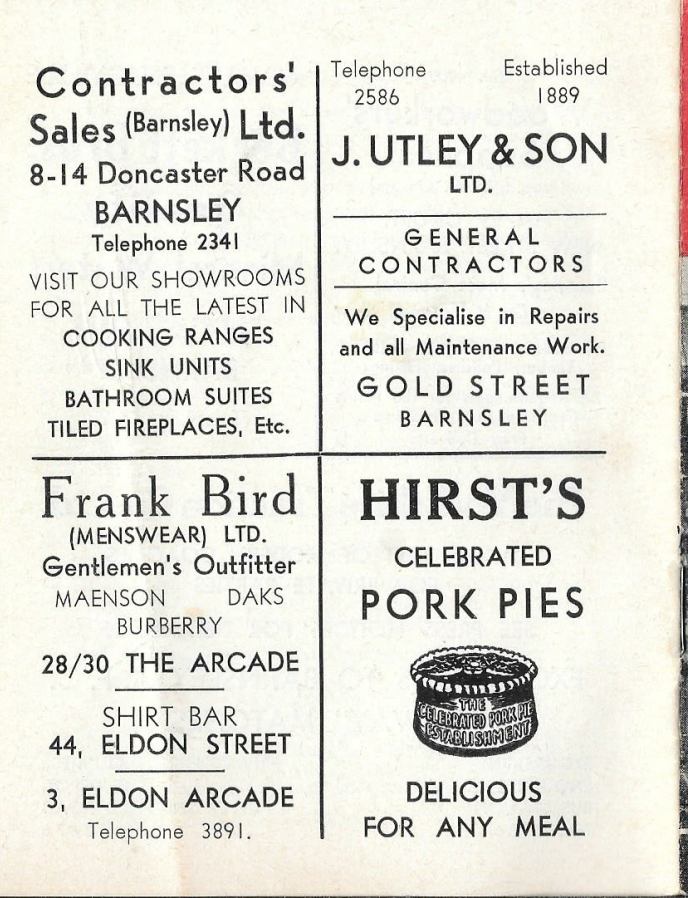 Contractors'
Sales (Barnsley) Ltd.
8-14 Doncaster Road
BARNSLEY
Telephone 2341
VISIT OUR SHOWROOMS
FOR ALL THE LATEST IN
COOKING RANGES
SINK UNITS
BATHROOM SUITES
TILED FIREPLACES, Etc.
Telephone Established
2586 1889
J. UTLEY & SON
LTD.
GENERAL
CONTRACTORS
We Specialise in Repairs
and all Maintenance Work.
GOLD STREET
BARNSLEY
Frank Bird
(MENSWEAR) LTD.
Gentlemen's Outfitter
MAENSON DAKS
BURBERRY
28/30 THE ARCADE
SHIRT BAR
44, ELDON STREET
3, ELDON ARCADE
Telephone 3891.
HIRST'S
CELEBRATED
PORK PIES
THE
CELEBRATED PORK PIE
ESTABLISHMENT
DELICIOUS
FOR ANY MEAL